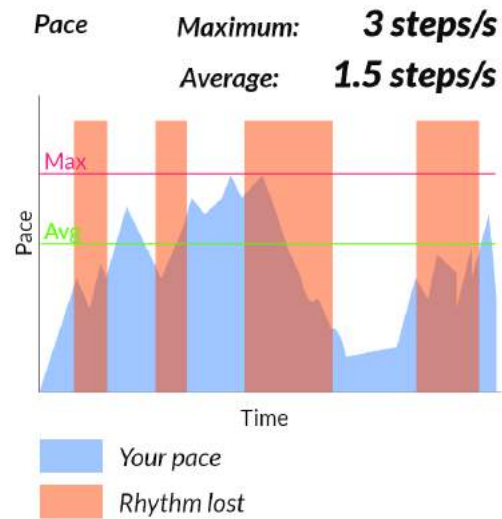 Pace Maximum: 3 steps/s
Average: 1.5 steps/s
Max
Avg
Pace
Time
Your pace
Rhythm lost